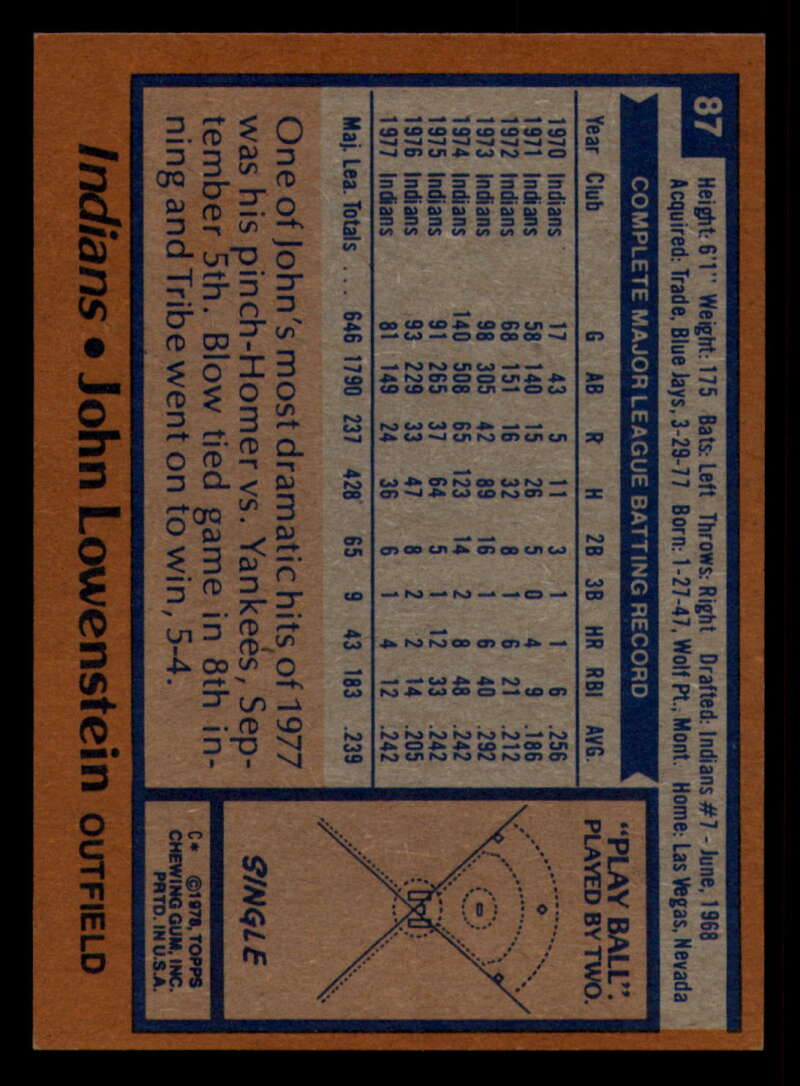 87
Height: 6'1" Weight: 175 Bats: Left Throws: Right Drafted: Indians #7 - June, 1968
Acquired: Trade, Blue Jays, 3-29-77 Born: 1-27-47, Wolf Pt., Mont. Home: Las Vegas, Nevada
COMPLETE MAJOR LEAGUE BATTING RECORD
Year Club G AB R H 2B 3B HR RBI AVG.
1970 Indians 17 43 5 11 3 1 1 6 .256
1971 Indians 58 140 15 26 5 0 4 9 .186
1972 Indians 68 151 16 32 8 1 6 21 .212
1973 Indians 98 305 42 89 16 1 6 40 .292
1974 Indians 140 508 65 123 14 2 8 48 .242
1975 Indians 91 265 37 64 5 1 12 33 .242
1976 Indians 93 229 33 47 8 2 2 14 .205
1977 Indians 81 149 24 36 6 1 4 12 .242
Maj. Lea. Totals .... 646 1790 237 428 65 9 43 183 .239
One of John's most dramatic hits of 1977
was his pinch-Homer vs. Yankees, Sep-
tember 5th. Blow tied game in 8th in-
ning and Tribe went on to win, 5-4.
"PLAY BALL"
PLAYED BY TWO.
SINGLE
C* ©1978, TOPPS
CHEWING GUM, INC.
PRTD. IN U.S.A.
Indians • John Lowenstein OUTFIELD